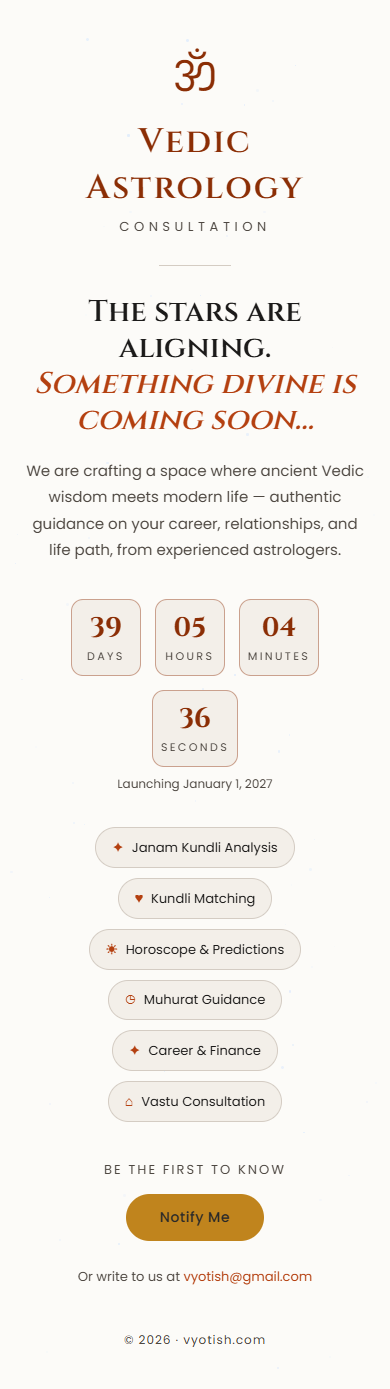 ॐ
Vedic
Astrology
CONSULTATION
The stars are
aligning.
Something divine is
coming soon...
We are crafting a space where ancient Vedic
wisdom meets modern life — authentic
guidance on your career, relationships, and
life path, from experienced astrologers.
39 05 04
DAYS HOURS MINUTES
36
SECONDS
Launching January 1, 2027
✦ Janam Kundli Analysis
♥ Kundli Matching
☀ Horoscope & Predictions
◷ Muhurat Guidance
✦ Career & Finance
⌂ Vastu Consultation
BE THE FIRST TO KNOW
Notify Me
Or write to us at vyotish@gmail.com
© 2026 · vyotish.com